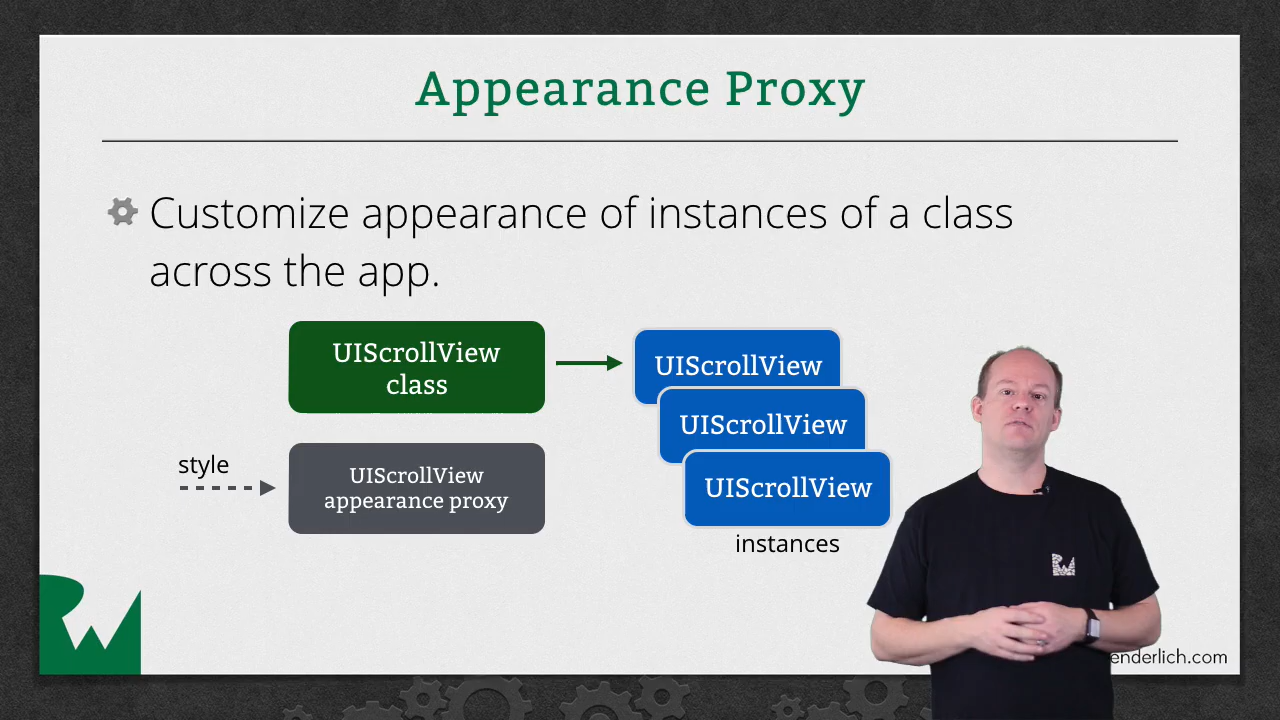 Appearance Proxy
Customize appearance of instances of a class
across the app.
UIScrollView
class
UIScrollView
UIScrollView
UIScrollView
style
UIScrollView
appearance proxy
instances
RW
enderlich.com